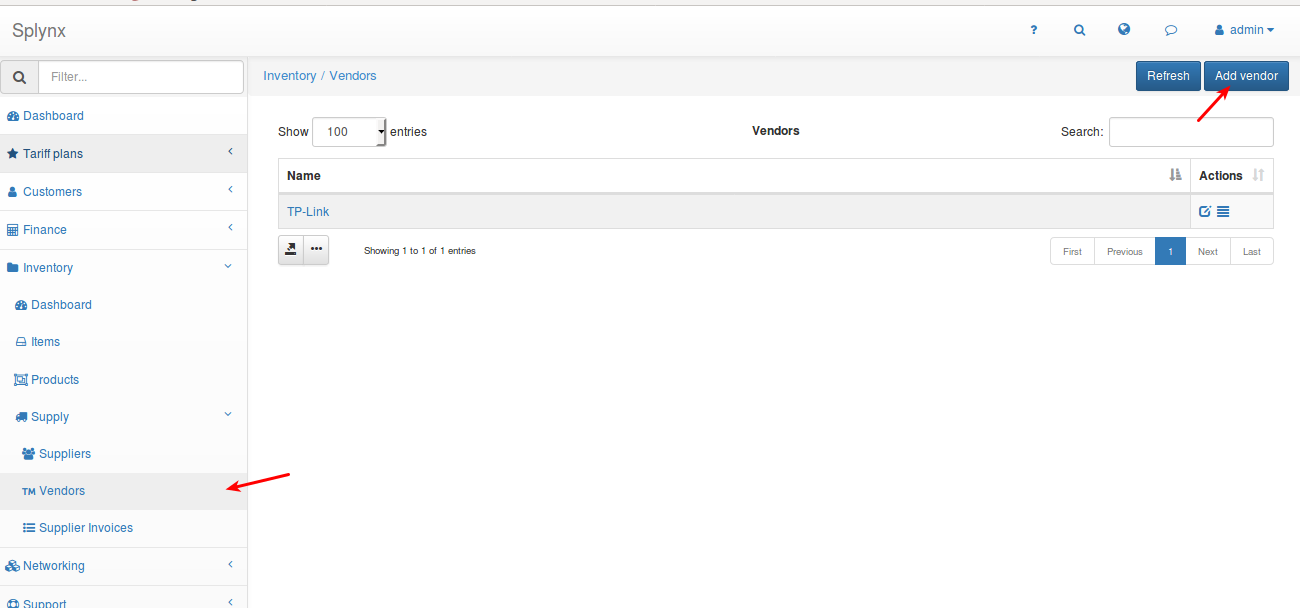 Splynx
? admin
Filter...
Inventory / Vendors
Refresh
Add vendor
Dashboard
Tariff plans
Customers
Finance
Inventory
Dashboard
Items
Products
Supply
Suppliers
TM Vendors
Supplier Invoices
Networking
Support
Show 100 entries
Vendors
Search:
Name
Actions
TP-Link
Showing 1 to 1 of 1 entries
First Previous 1 Next Last